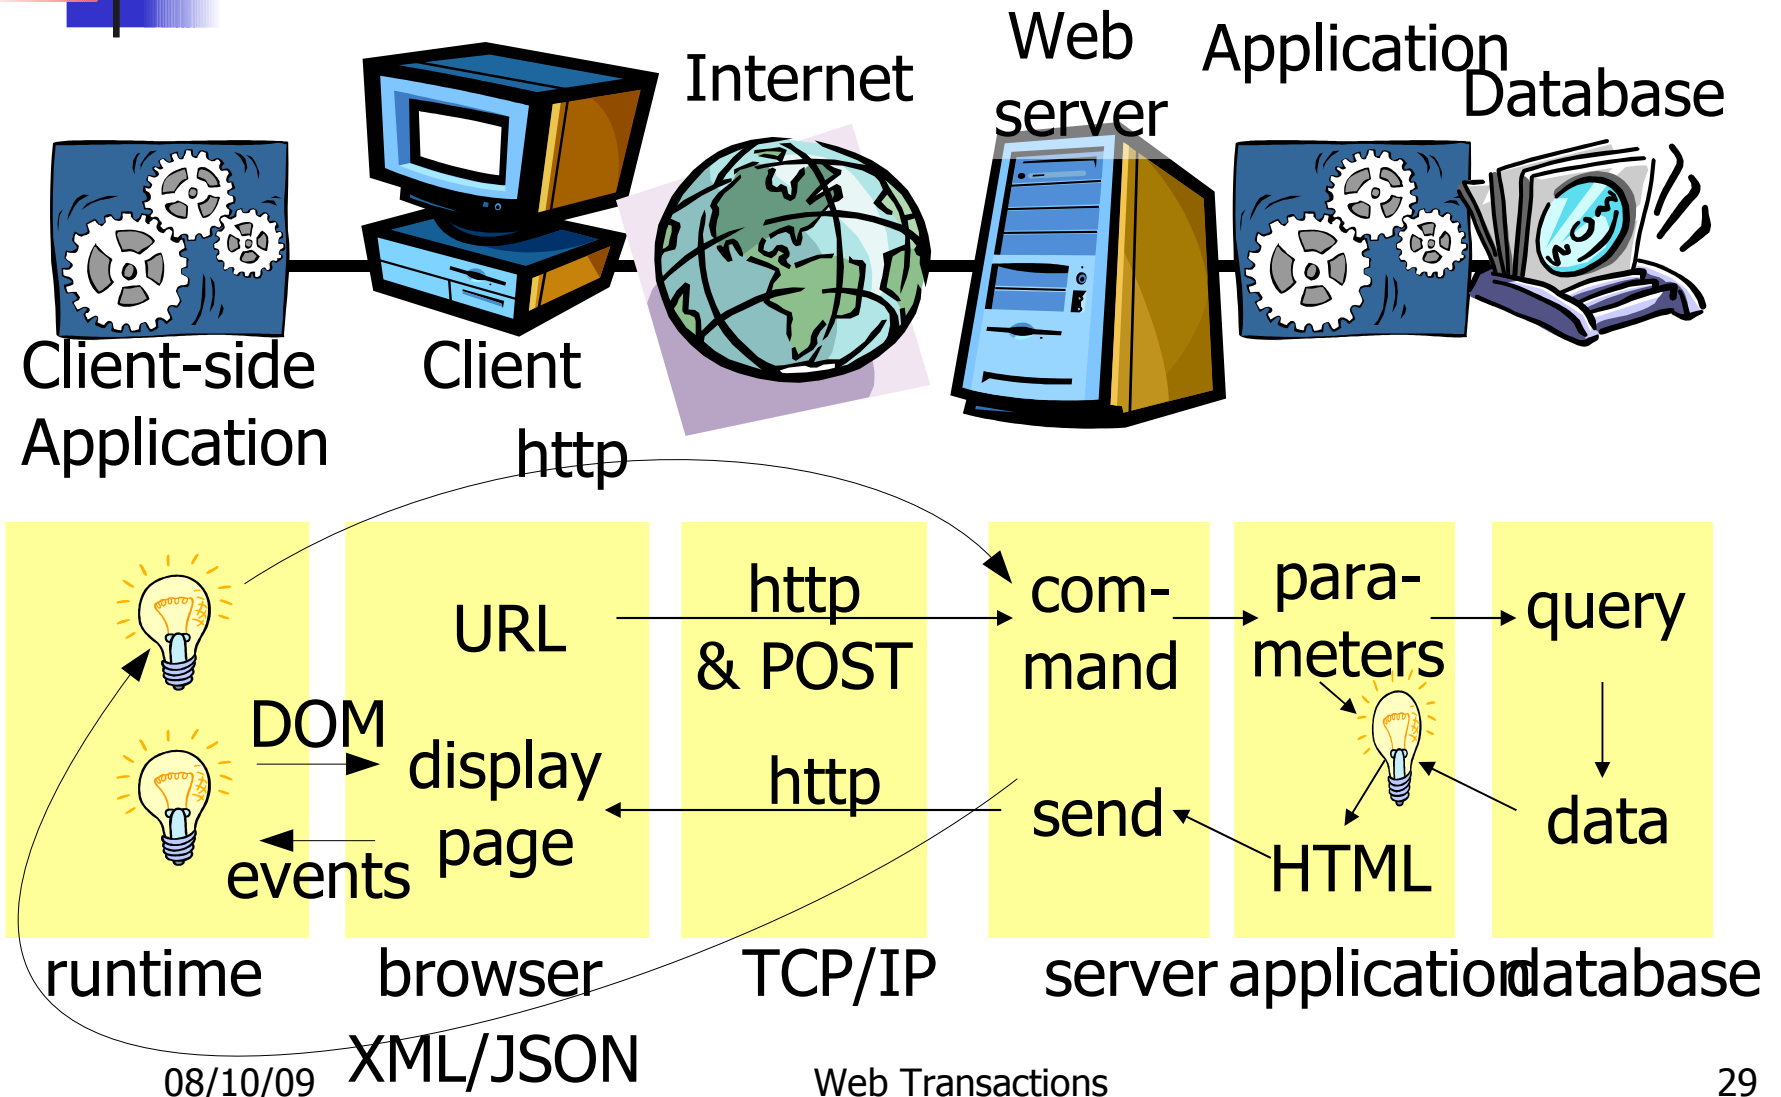 Internet
Web
server
Application
Database
WOW
Client-side
Application
Client
http
URL
http
& POST
com-
mand
para-
meters
query
DOM
display
page
events
http
send
HTML
data
runtime
browser
TCP/IP
server
application
database
XML/JSON
08/10/09
Web Transactions
29